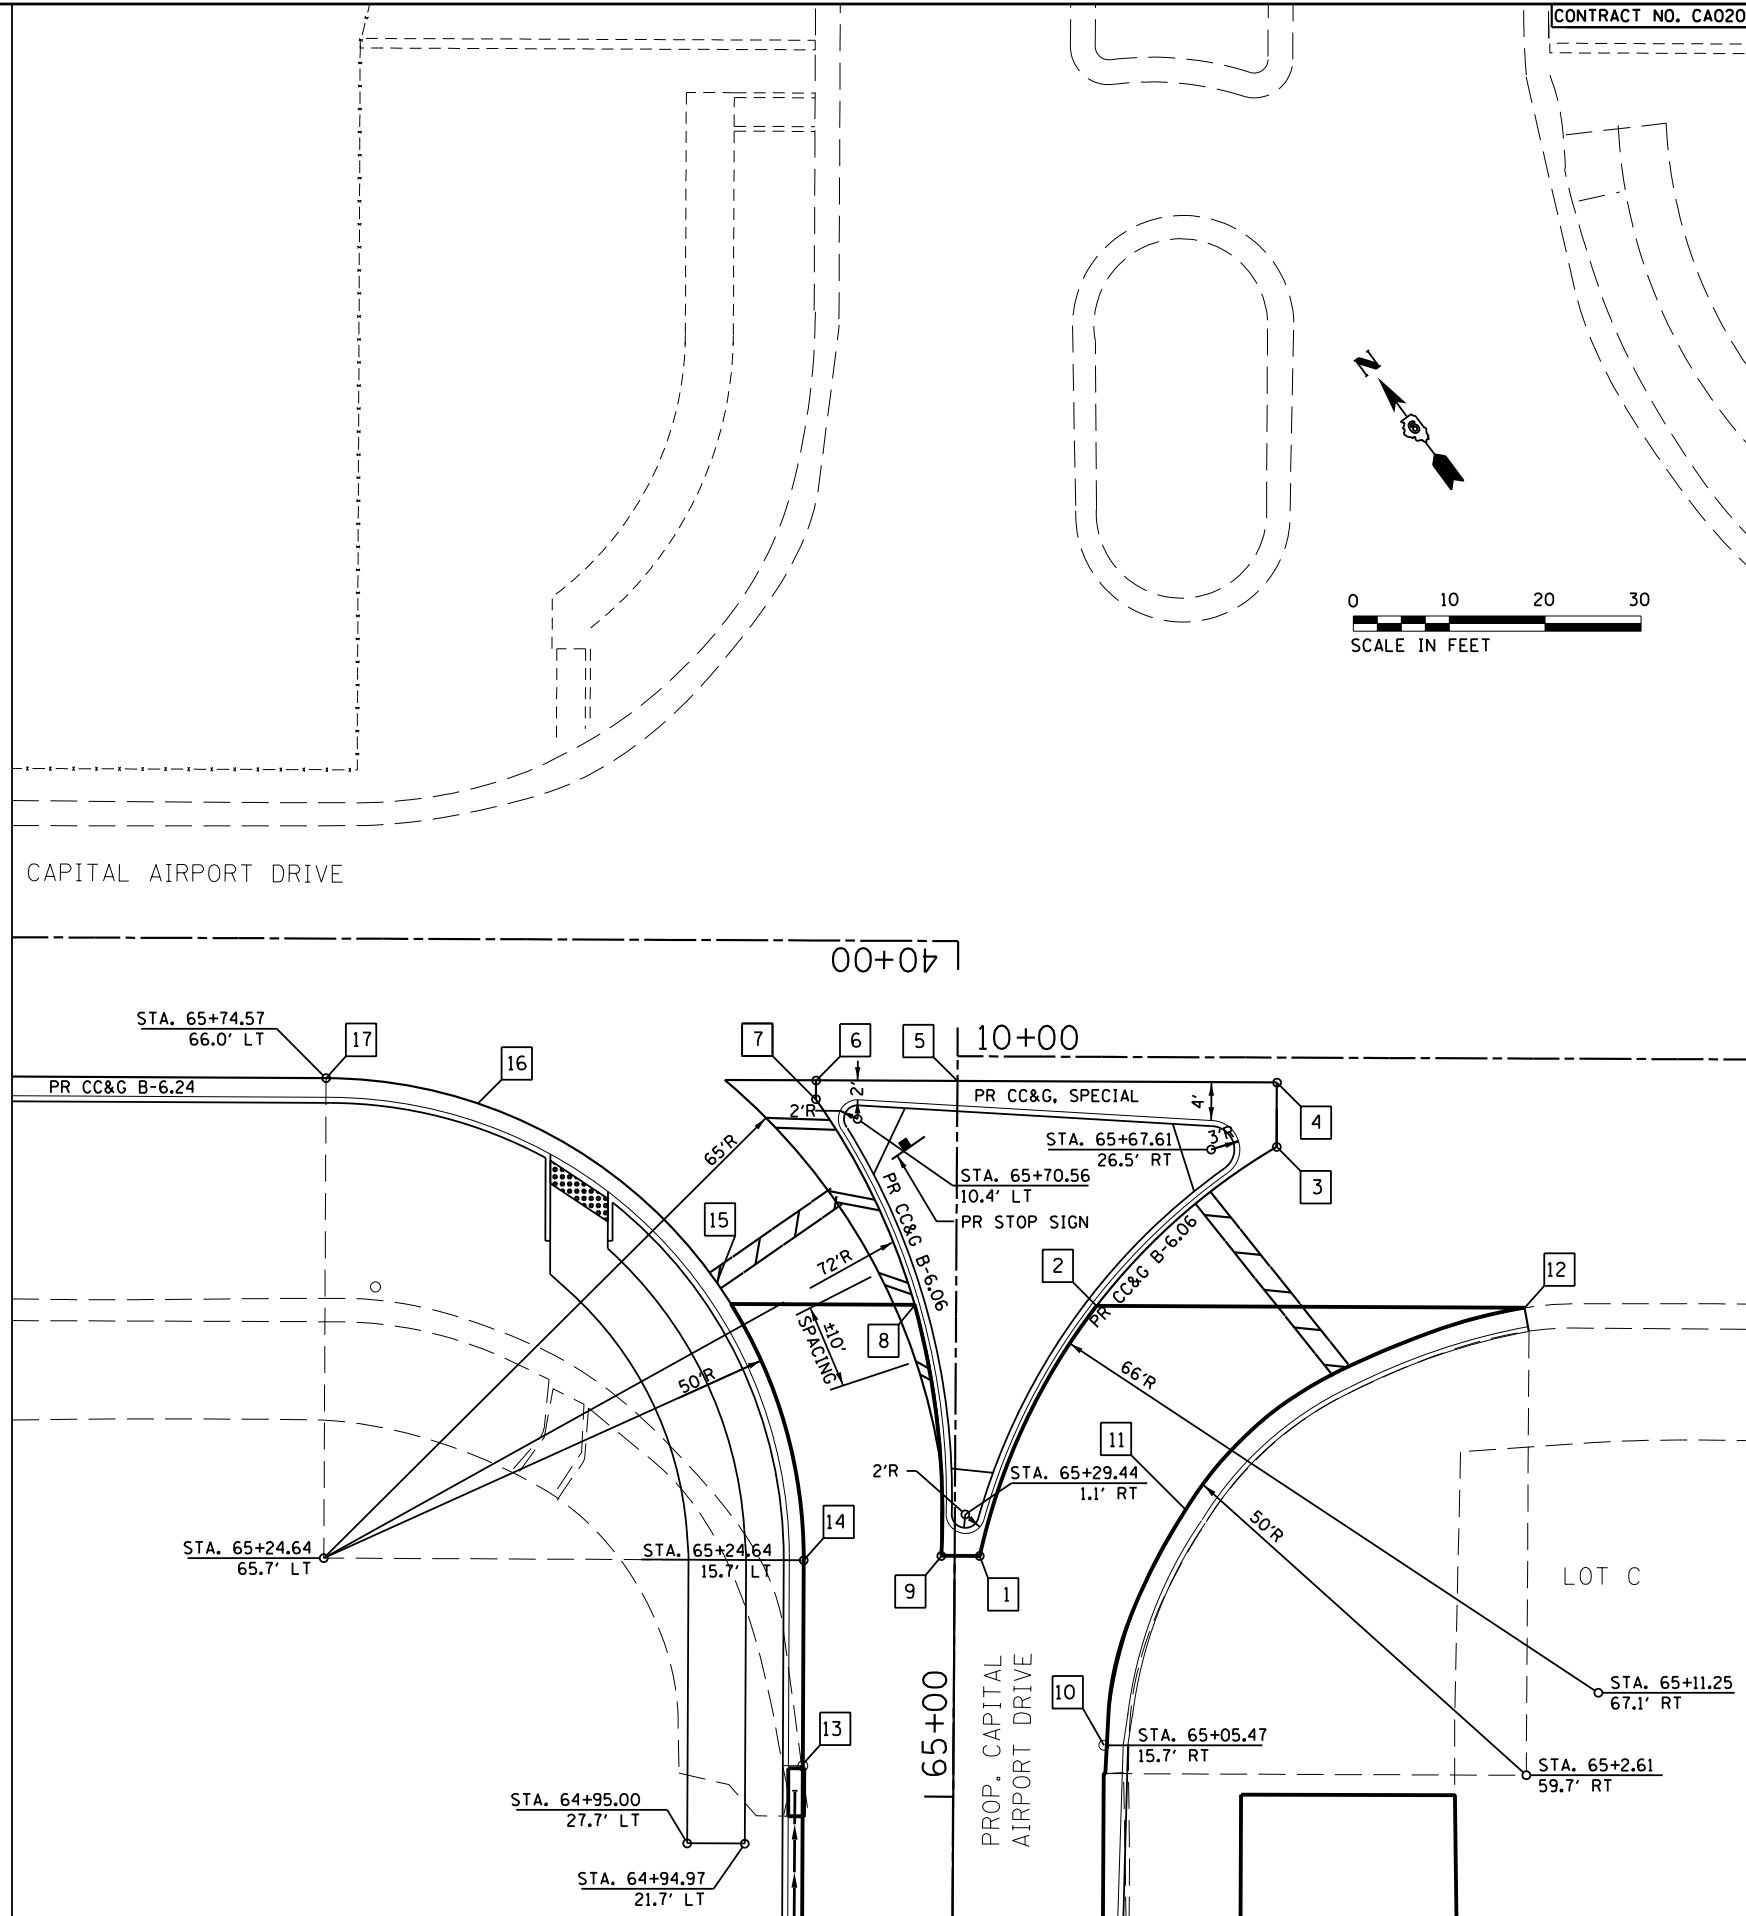 CONTRACT NO. CA020
N
0 10 20 30
SCALE IN FEET
CAPITAL AIRPORT DRIVE
40+00
STA. 65+74.57
66.0' LT
17
16
7
6
5
10+00
PR CC&G B-6.24
2'
PR CC&G, SPECIAL
4'
4
2'R
65'R
STA. 65+67.61
26.5' RT
3'R
STA. 65+70.56
10.4' LT
3
PR STOP SIGN
15
PR CC&G B-6.06
72'R
2
PR CC&G B-6.06
12
8
±10'
SPACING
50'R
66'R
11
2'R
STA. 65+29.44
1.1' RT
14
50'R
STA. 65+24.64
65.7' LT
STA. 65+24.64
15.7' LT
9
1
LOT C
65+00
PROP. CAPITAL
AIRPORT DRIVE
10
STA. 65+11.25
67.1' RT
13
STA. 65+05.47
15.7' RT
STA. 65+2.61
59.7' RT
STA. 64+95.00
27.7' LT
STA. 64+94.97
21.7' LT